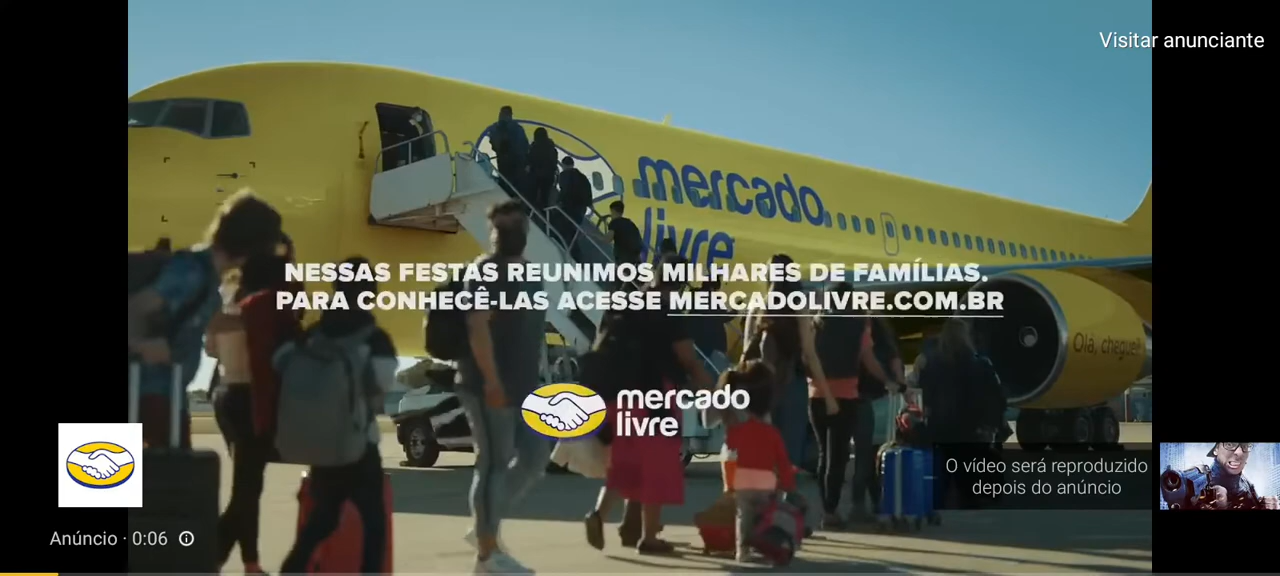 Visitar anunciante
mercado
livre
NESSAS FESTAS REUNIMOS MILHARES DE FAMÍLIAS.
PARA CONHECÊ-LAS ACESSE MERCADOLIVRE.COM.BR
Olá, cheguei!
mercado
livre
O vídeo será reproduzido
depois do anúncio
Anúncio · 0:06